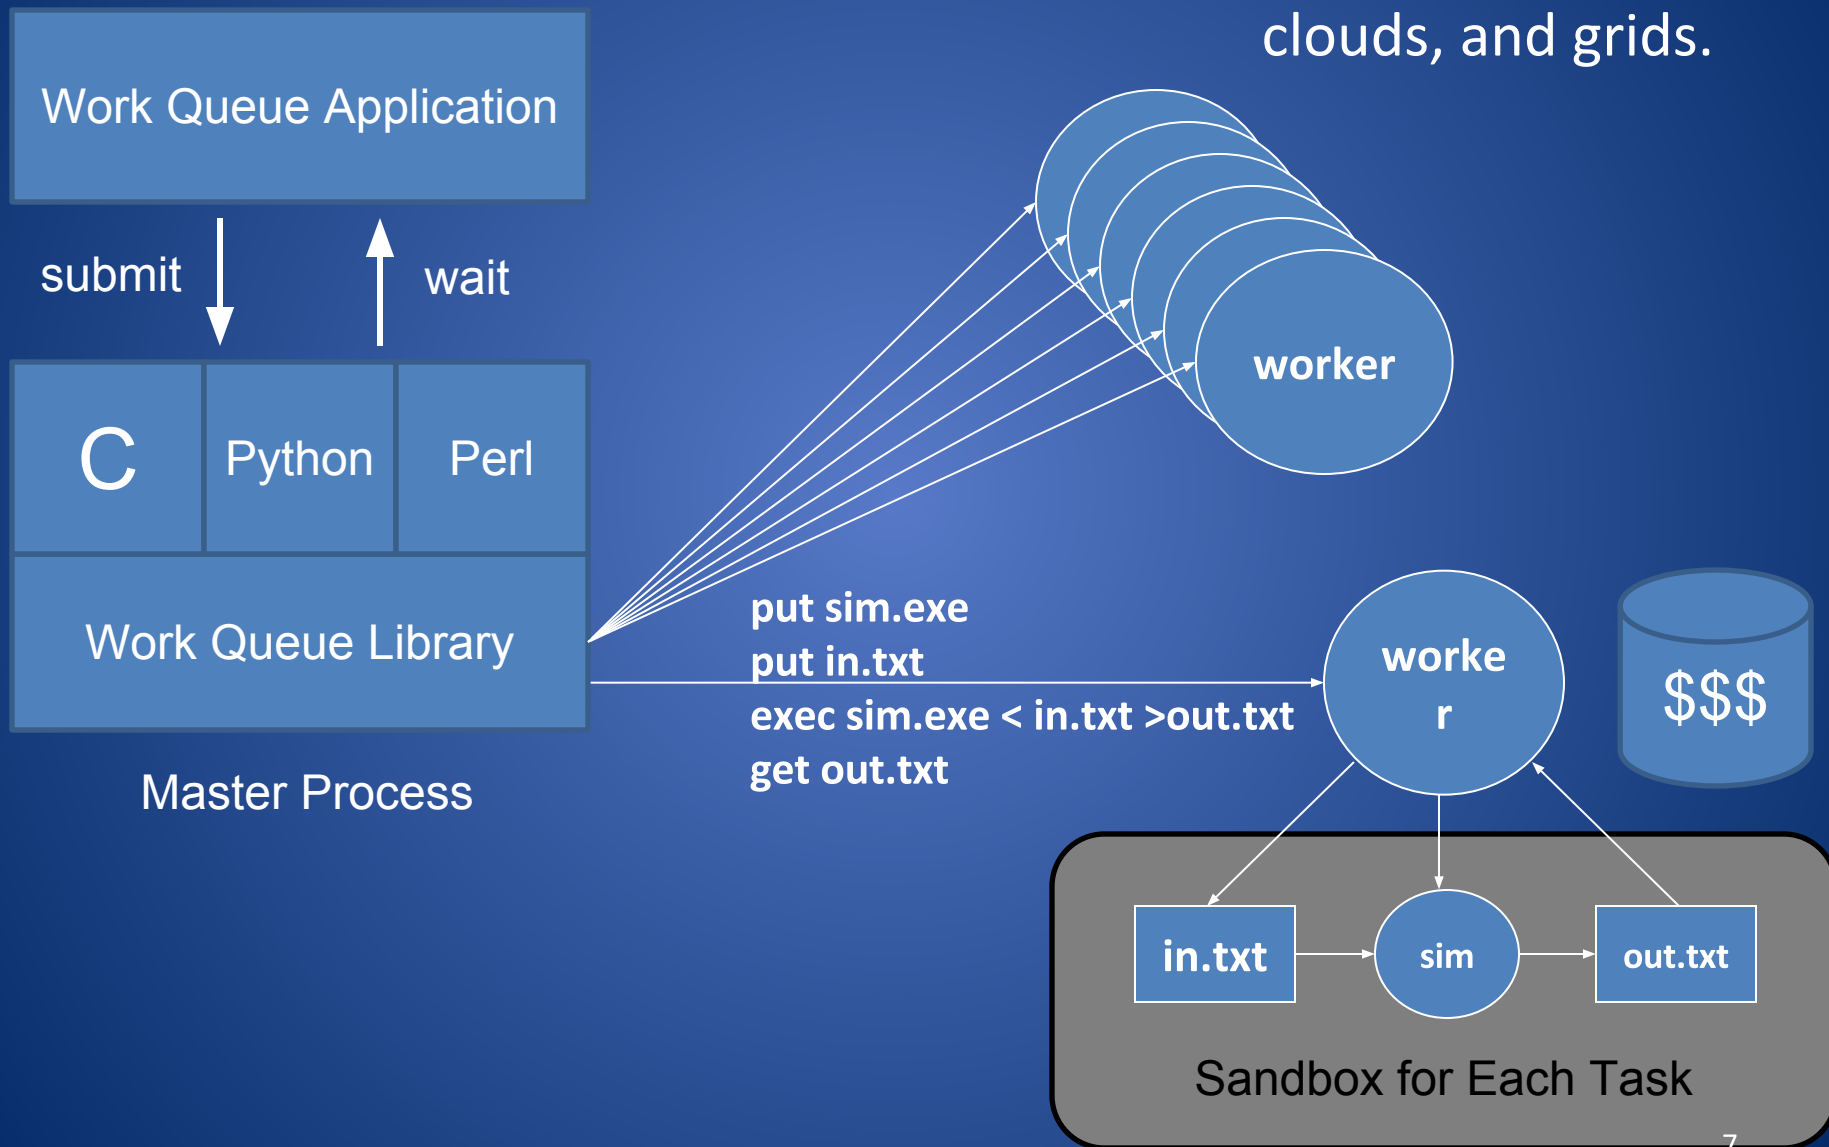 clouds, and grids.
Work Queue Application
submit
wait
C
Python
Perl
Work Queue Library
Master Process
worker
put sim.exe
put in.txt
exec sim.exe < in.txt >out.txt
get out.txt
worke
r
$$$
in.txt
sim
out.txt
Sandbox for Each Task
7